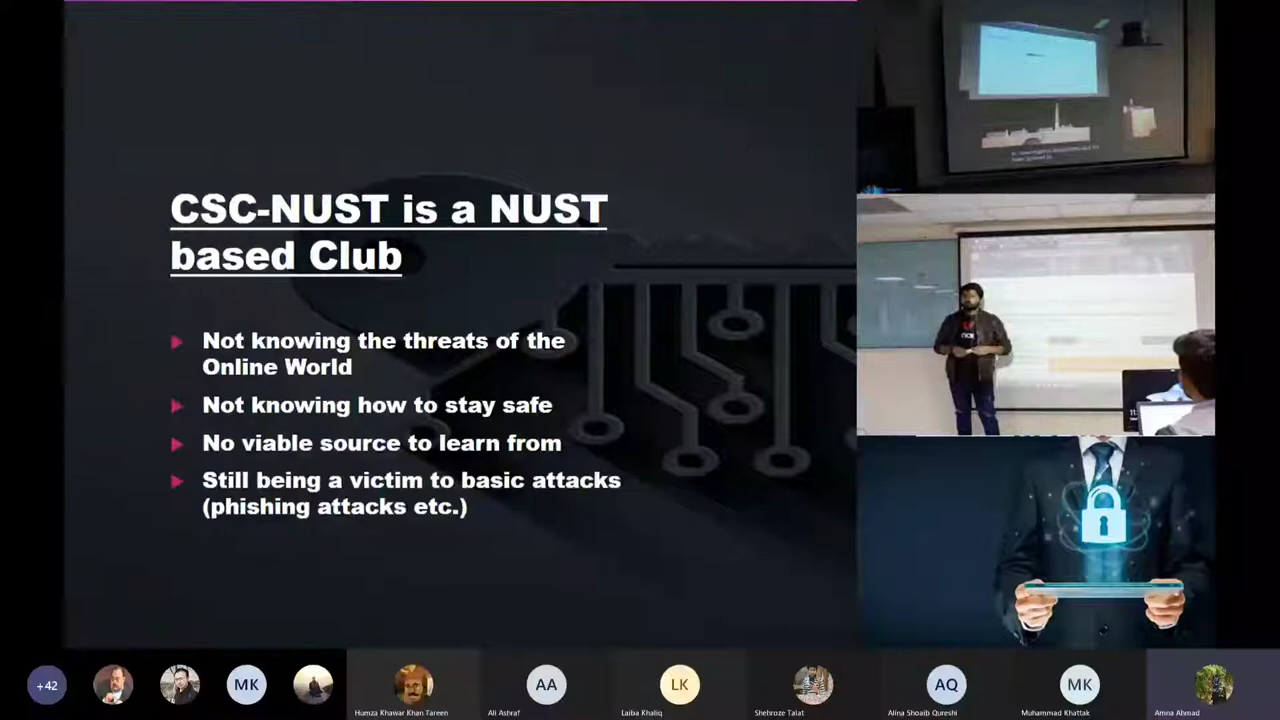 CSC-NUST is a NUST
based Club
Not knowing the threats of the
Online World
Not knowing how to stay safe
No viable source to learn from
Still being a victim to basic attacks
(phishing attacks etc.)
+42
MK
AA
LK
AQ
MK
Humza Khawar Khan Tareen
Ali Ashraf
Laiba Khaliq
Shehroze Talat
Alina Shoaib Qureshi
Muhammad Khattak
Amna Ahmad